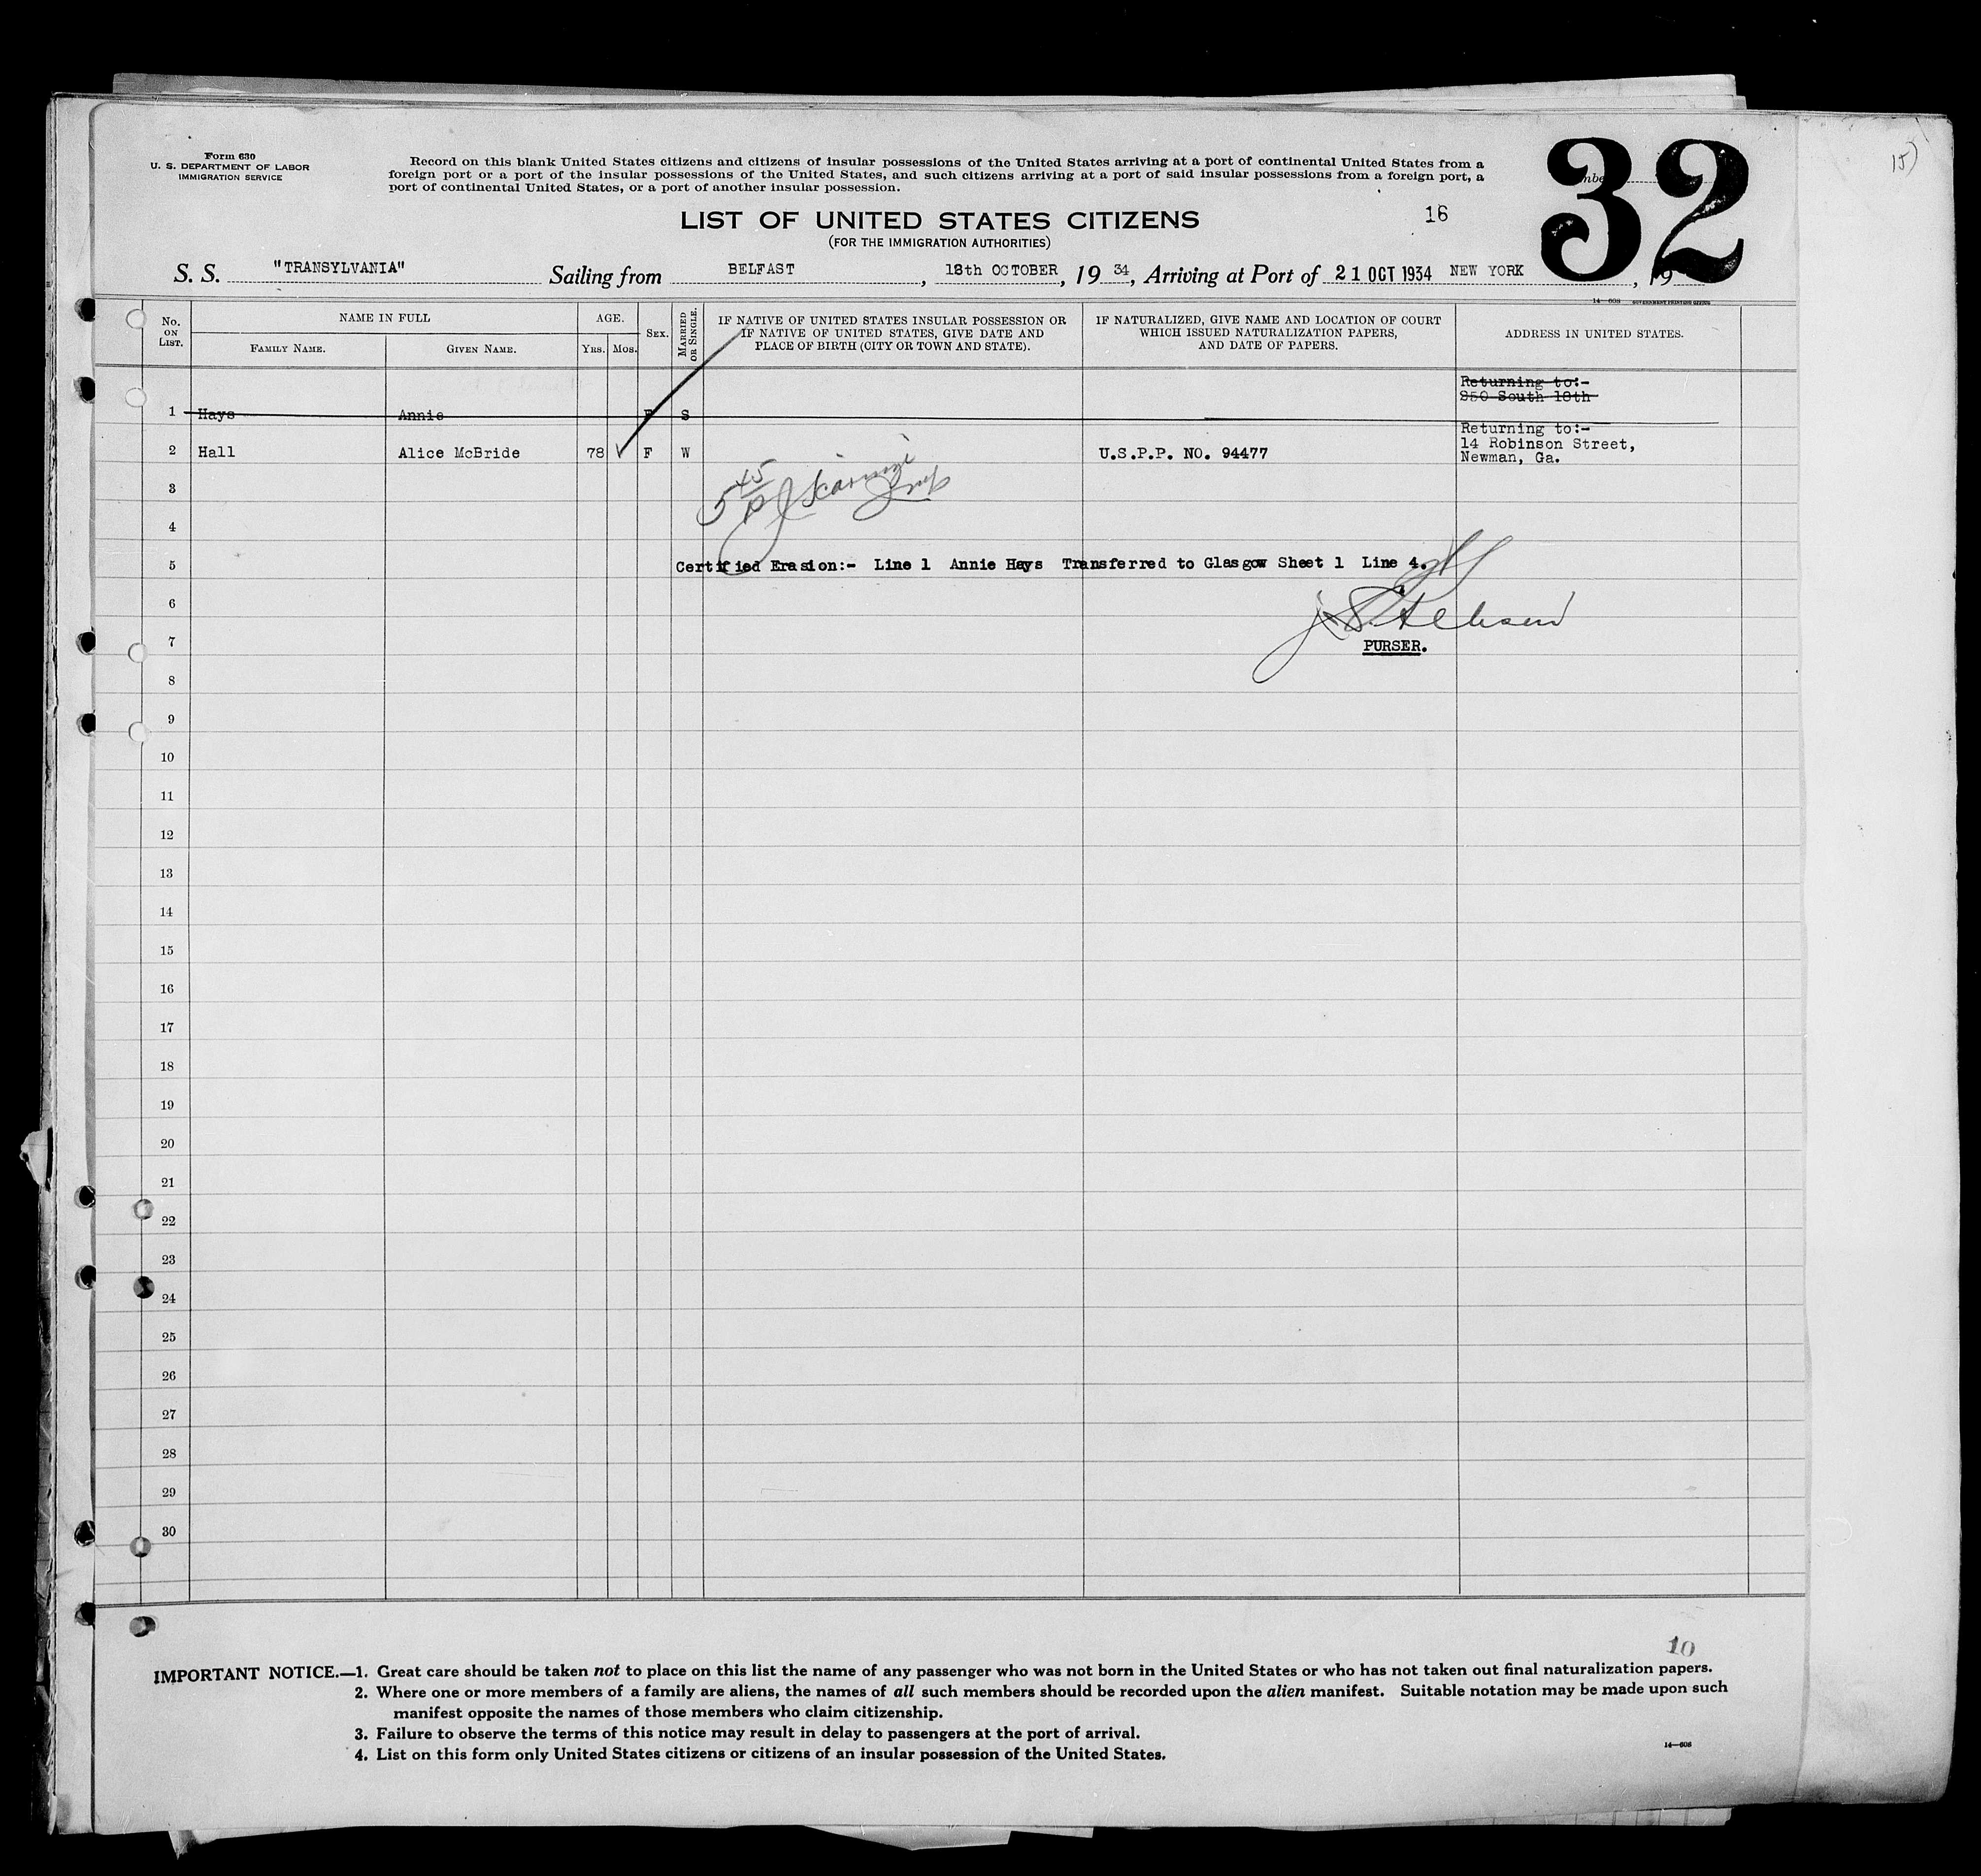 15)
Form 630
U. S. DEPARTMENT OF LABOR
IMMIGRATION SERVICE
Record on this blank United States citizens and citizens of insular possessions of the United States arriving at a port of continental United States from a
foreign port or a port of the insular possessions of the United States, and such citizens arriving at a port of said insular possessions from a foreign port, a
port of continental United States, or a port of another insular possession.
32
LIST OF UNITED STATES CITIZENS
16
(FOR THE IMMIGRATION AUTHORITIES)
S. S. "TRANSYLVANIA" Sailing from BELFAST, 18th OCTOBER, 1934, Arriving at Port of 21 OCT 1934 NEW YORK, 19
14—608 GOVERNMENT PRINTING OFFICE
No. ON LIST.
NAME IN FULL
FAMILY NAME.
GIVEN NAME.
AGE.
YRS. MOS.
SEX.
MARRIED OR SINGLE.
IF NATIVE OF UNITED STATES INSULAR POSSESSION OR
IF NATIVE OF UNITED STATES, GIVE DATE AND
PLACE OF BIRTH (CITY OR TOWN AND STATE).
IF NATURALIZED, GIVE NAME AND LOCATION OF COURT
WHICH ISSUED NATURALIZATION PAPERS,
AND DATE OF PAPERS.
ADDRESS IN UNITED STATES.
Returning to:-
250 South 18th
1 Hays Annie F S
Returning to:-
2 Hall Alice McBride 78 F W U.S.P.P. NO. 94477 14 Robinson Street,
Newman, Ga.
3
4
5 Certified Erasion:- Line 1 Annie Hays Transferred to Glasgow Sheet 1 Line 4.
6
7 PURSER.
8
9
10
11
12
13
14
15
16
17
18
19
20
21
22
23
24
25
26
27
28
29
30
10
IMPORTANT NOTICE.—1. Great care should be taken not to place on this list the name of any passenger who was not born in the United States or who has not taken out final naturalization papers.
2. Where one or more members of a family are aliens, the names of all such members should be recorded upon the alien manifest. Suitable notation may be made upon such
manifest opposite the names of those members who claim citizenship.
3. Failure to observe the terms of this notice may result in delay to passengers at the port of arrival.
4. List on this form only United States citizens or citizens of an insular possession of the United States.
14—608